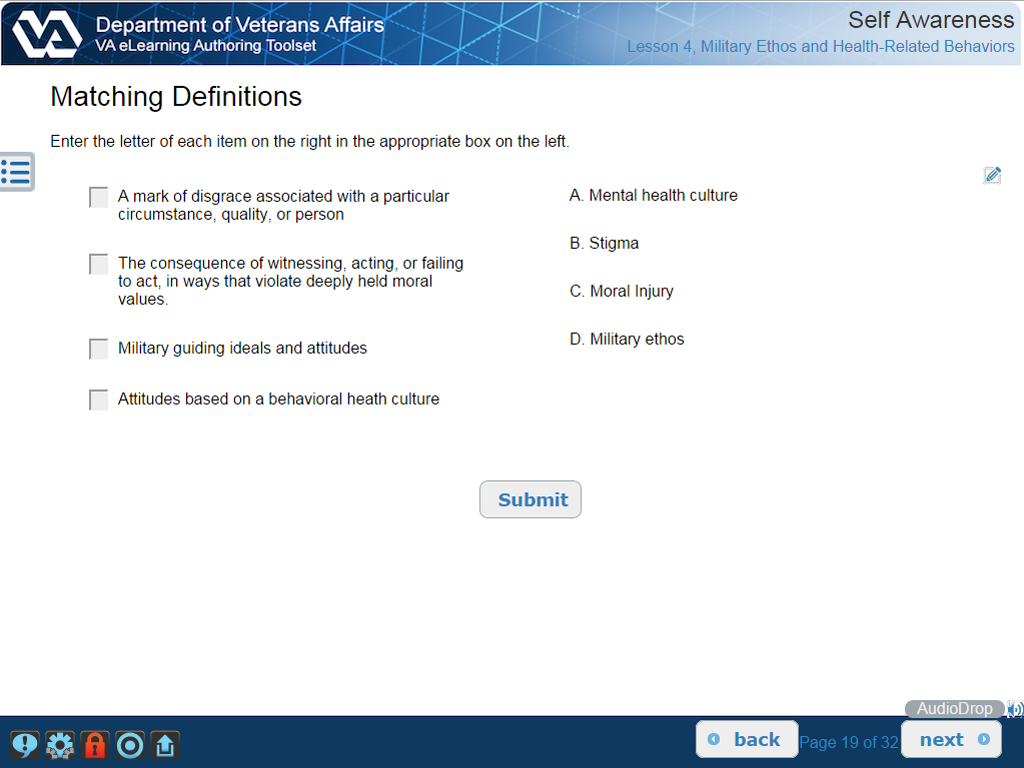 VA
Department of Veterans Affairs
VA eLearning Authoring Toolset
Self Awareness
Lesson 4, Military Ethos and Health-Related Behaviors
Matching Definitions
Enter the letter of each item on the right in the appropriate box on the left.
A mark of disgrace associated with a particular
circumstance, quality, or person
The consequence of witnessing, acting, or failing
to act, in ways that violate deeply held moral
values.
Military guiding ideals and attitudes
Attitudes based on a behavioral heath culture
A. Mental health culture
B. Stigma
C. Moral Injury
D. Military ethos
Submit
AudioDrop
back
Page 19 of 32
next